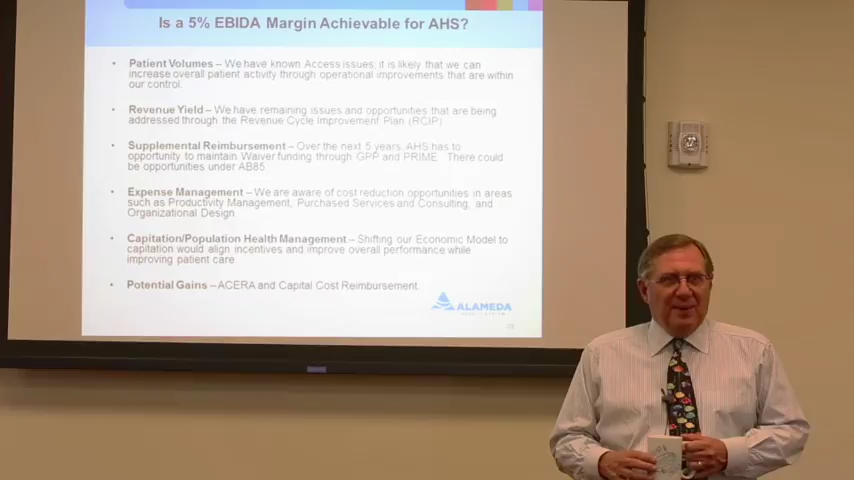 Is a 5% EBIDA Margin Achievable for AHS?
• Patient Volumes – We have known Access issues; it is likely that we can
increase overall patient activity through operational improvements that are within
our control.
• Revenue Yield – We have remaining issues and opportunities that are being
addressed through the Revenue Cycle Improvement Plan (RCIP)
• Supplemental Reimbursement – Over the next 5 years, AHS has to
opportunity to maintain Waiver funding through GPP and PRIME. There could
be opportunities under AB85.
• Expense Management – We are aware of cost reduction opportunities in areas
such as Productivity Management, Purchased Services and Consulting, and
Organizational Design
• Capitation/Population Health Management – Shifting our Economic Model to
capitation would align incentives and improve overall performance while
improving patient care
• Potential Gains – ACERA and Capital Cost Reimbursement.
ALAMEDA